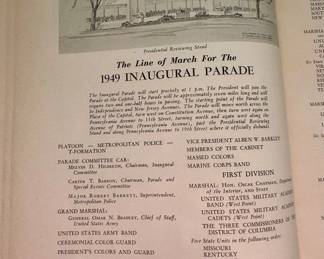 Presidential Reviewing Stand
The Line of March For The
1949 INAUGURAL PARADE
The Inaugural Parade will start precisely at 1 p.m. The President will join the
Parade at the Capitol. The Parade will be approximately seven miles long and will
require two and one-half hours in passing. The starting point of the Parade will
be Independence and New Jersey Avenues. The Parade will move north across the
Capitol Plaza, will turn west on Constitution Avenue, then turn west again on
Pennsylvania Avenue to 15th Street, turning north and again west along the
Avenue of Patriots (Pennsylvania Avenue), past the Presidential Reviewing
Stand and along Pennsylvania Avenue to 19th Street where it officially disbands.
PLATOON — METROPOLITAN POLICE —
T-FORMATION
PARADE COMMITTEE CAR:
MELVIN D. HILDRETH, Chairman, Inaugural
Committee
CARTER T. BARRON, Chairman, Parade and
Special Events Committee
MAJOR ROBERT BARRETT, Superintendent,
Metropolitan Police
GRAND MARSHAL:
GENERAL OMAR N. BRADLEY, Chief of Staff,
United States Army
UNITED STATES ARMY BAND
CEREMONIAL COLOR GUARD
PRESIDENT'S COLORS AND GUARD
VICE PRESIDENT ALBEN W. BARKLEY
MEMBERS OF THE CABINET
MASSED COLORS
MARINE CORPS BAND
FIRST DIVISION
MARSHAL: HON. OSCAR CHAPMAN,
of the Interior, and STAFF
UNITED STATES MILITARY
BAND (West Point)
UNITED STATES MILITARY
CADETS (West Point)
THE THREE COMMISSIONERS
DISTRICT OF COLUMBIA
Five State Units in the following order:
MISSOURI
KENTUCKY
MARSHAL